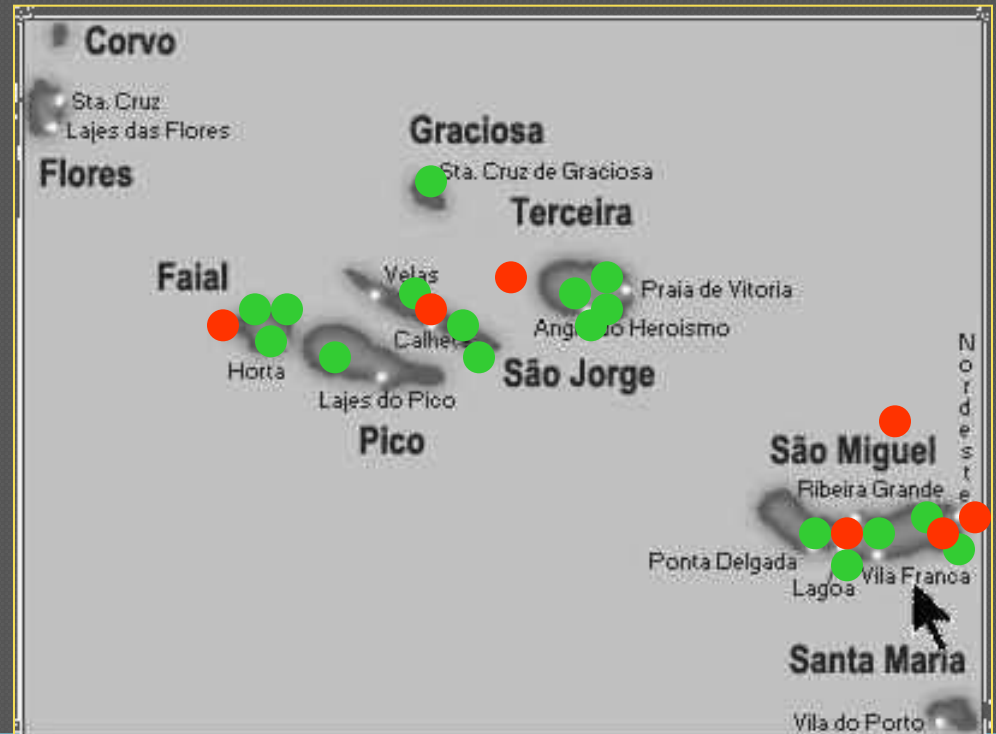 Corvo
Sta. Cruz
Lajes das Flores
Flores
Graciosa
Sta. Cruz de Graciosa
Terceira
Faial
Velas
Praia de Vitoria
Heroismo
São Jorge
Horta
Lajes do Pico
Pico
Nordeste
São Miguel
Ribeira Grande
Ponta Delgada
Vila Franca
Lagoa
Santa Maria
Vila do Porto